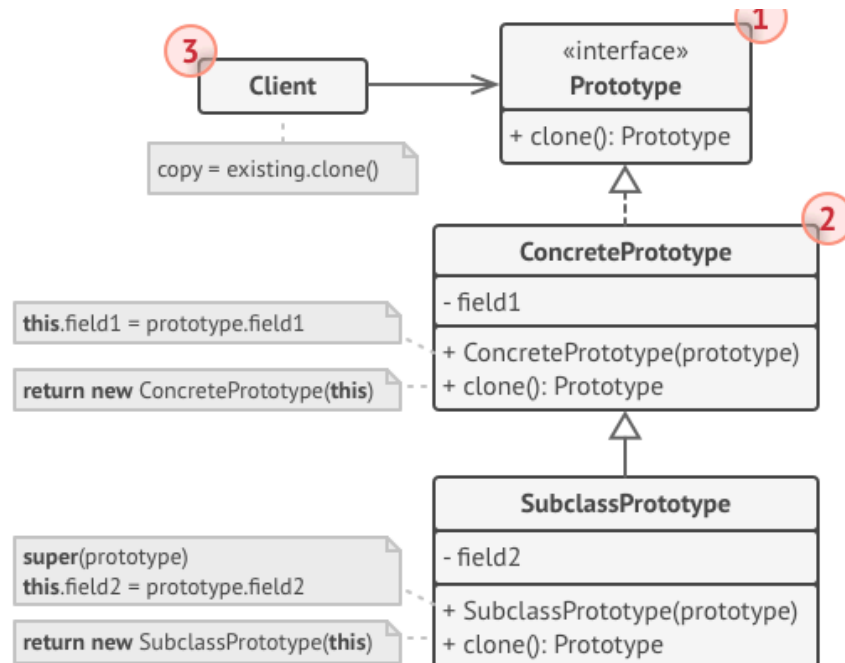 1
«interface»
Prototype
+ clone(): Prototype
3
Client
copy = existing.clone()
2
ConcretePrototype
- field1
+ ConcretePrototype(prototype)
+ clone(): Prototype
this.field1 = prototype.field1
return new ConcretePrototype(this)
SubclassPrototype
- field2
+ SubclassPrototype(prototype)
+ clone(): Prototype
super(prototype)
this.field2 = prototype.field2
return new SubclassPrototype(this)